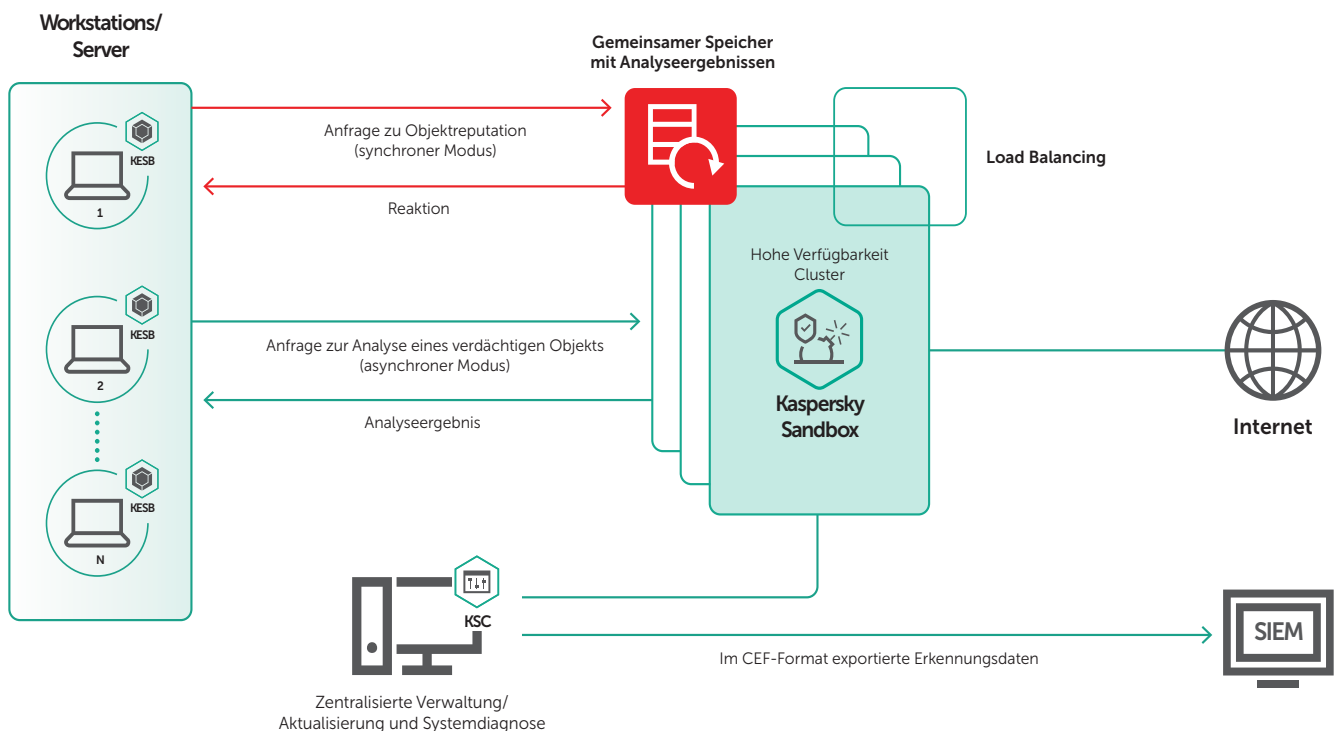 Workstations/
Server
Gemeinsamer Speicher
mit Analyseergebnissen
KESB
1
Anfrage zu Objektreputation
(synchroner Modus)
Load Balancing
Reaktion
Hohe Verfügbarkeit
Cluster
KESB
2
Anfrage zur Analyse eines verdächtigen Objekts
(asynchroner Modus)
Kaspersky
Sandbox
Analyseergebnis
Internet
KESB
N
KSC
SIEM
Im CEF-Format exportierte Erkennungsdaten
Zentralisierte Verwaltung/
Aktualisierung und Systemdiagnose